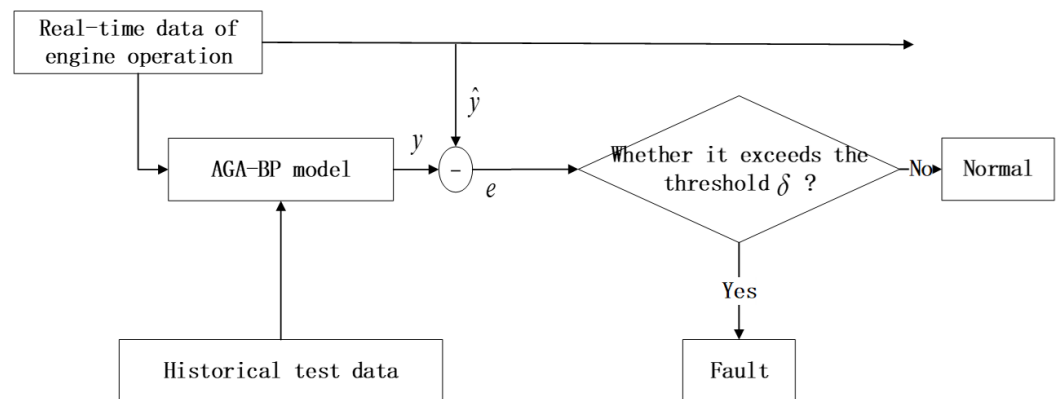 Real-time data of
engine operation
ŷ
y
AGA-BP model
-
e
Whether it exceeds the
threshold δ ?
No
Normal
Yes
Historical test data
Fault